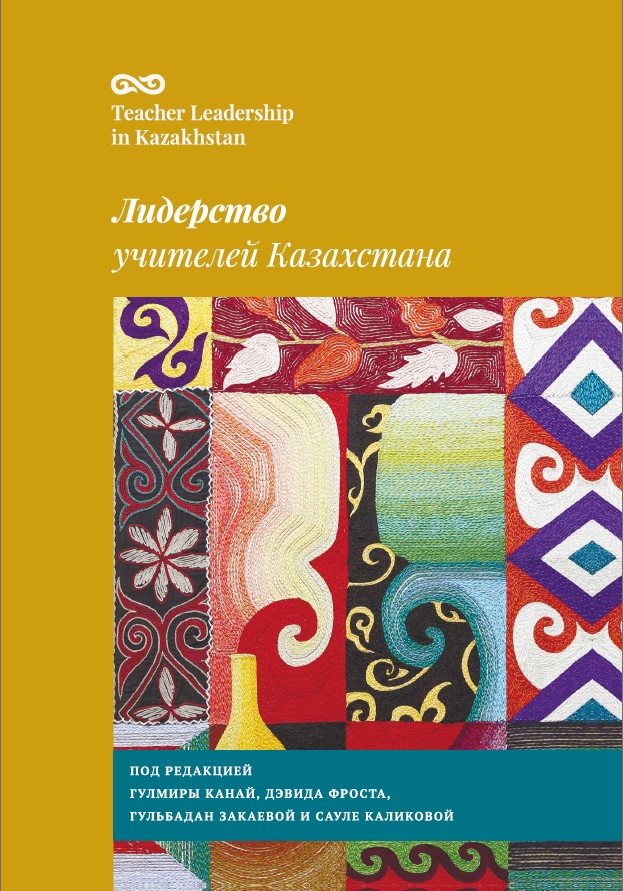 Teacher Leadership
in Kazakhstan
Лидерство
учителей Казахстана
ПОД РЕДАКЦИЕЙ
ГУЛМИРЫ КАНАЙ, ДЭВИДА ФРОСТА,
ГУЛЬБАДАН ЗАКАЕВОЙ И САУЛЕ КАЛИКОВОЙ